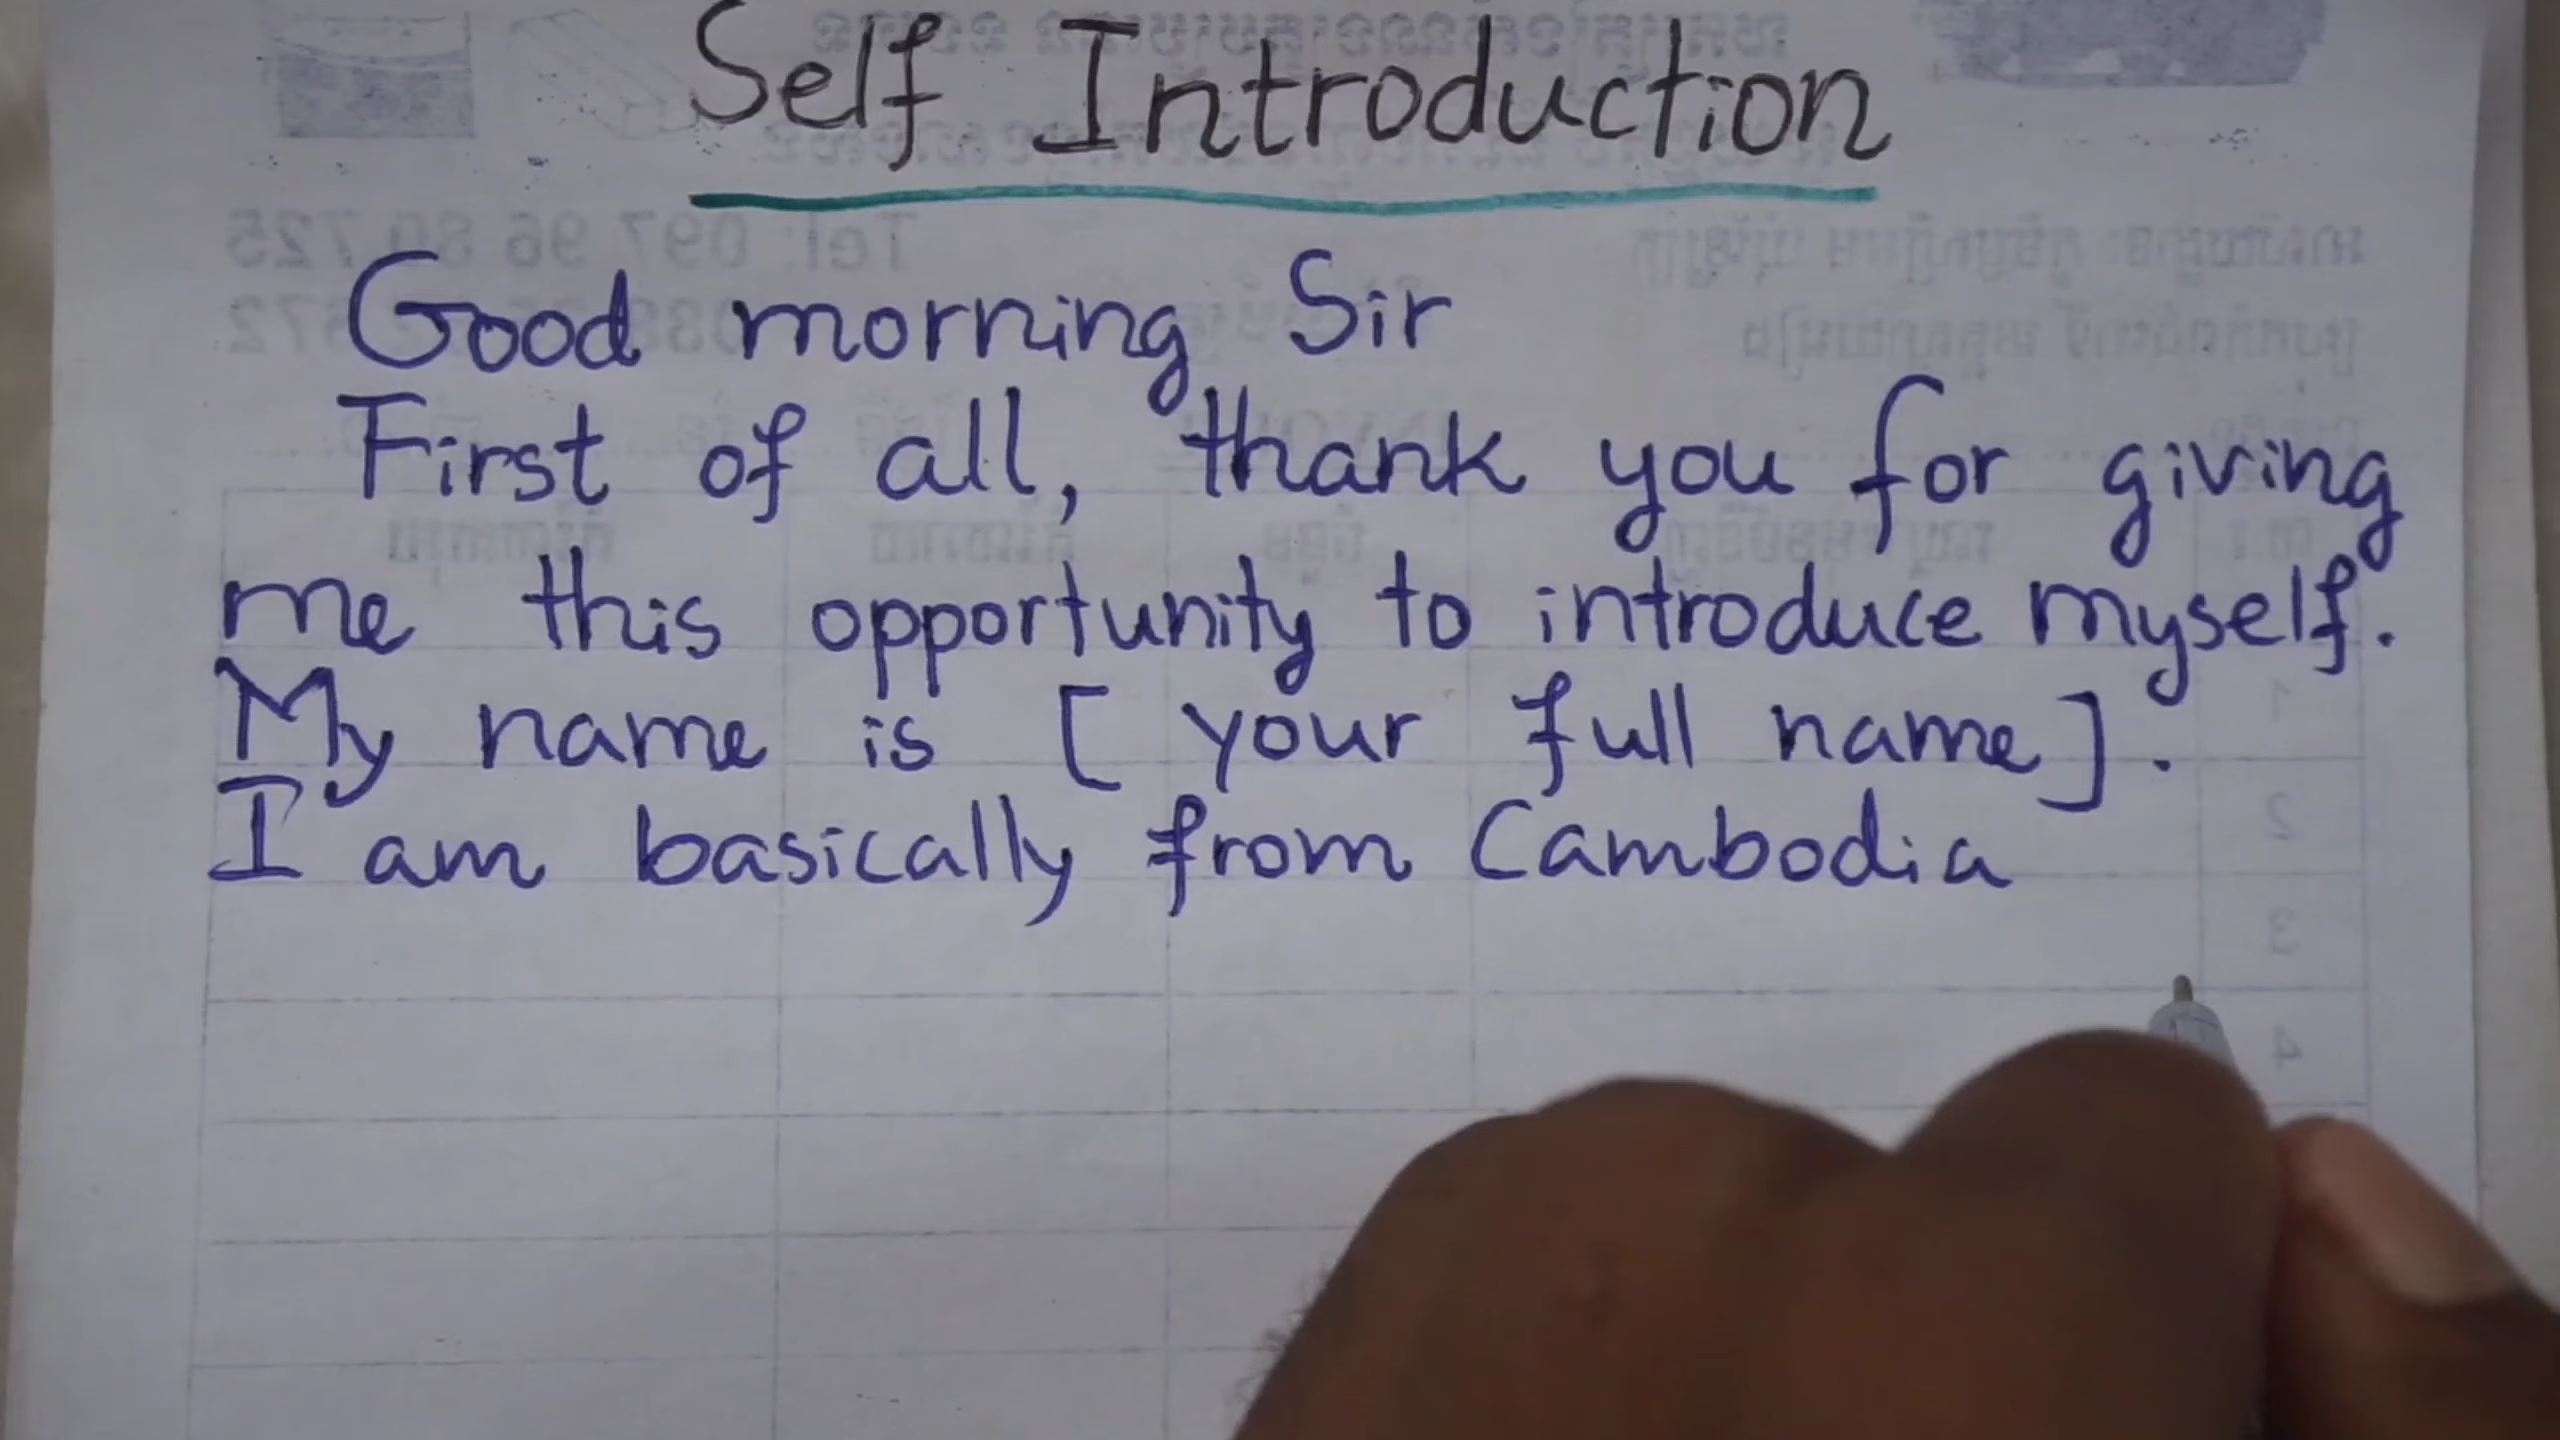 Self Introduction
Good morning Sir
First of all, thank you for giving
me this opportunity to introduce myself.
My name is [ your full name].
I am basically from Cambodia